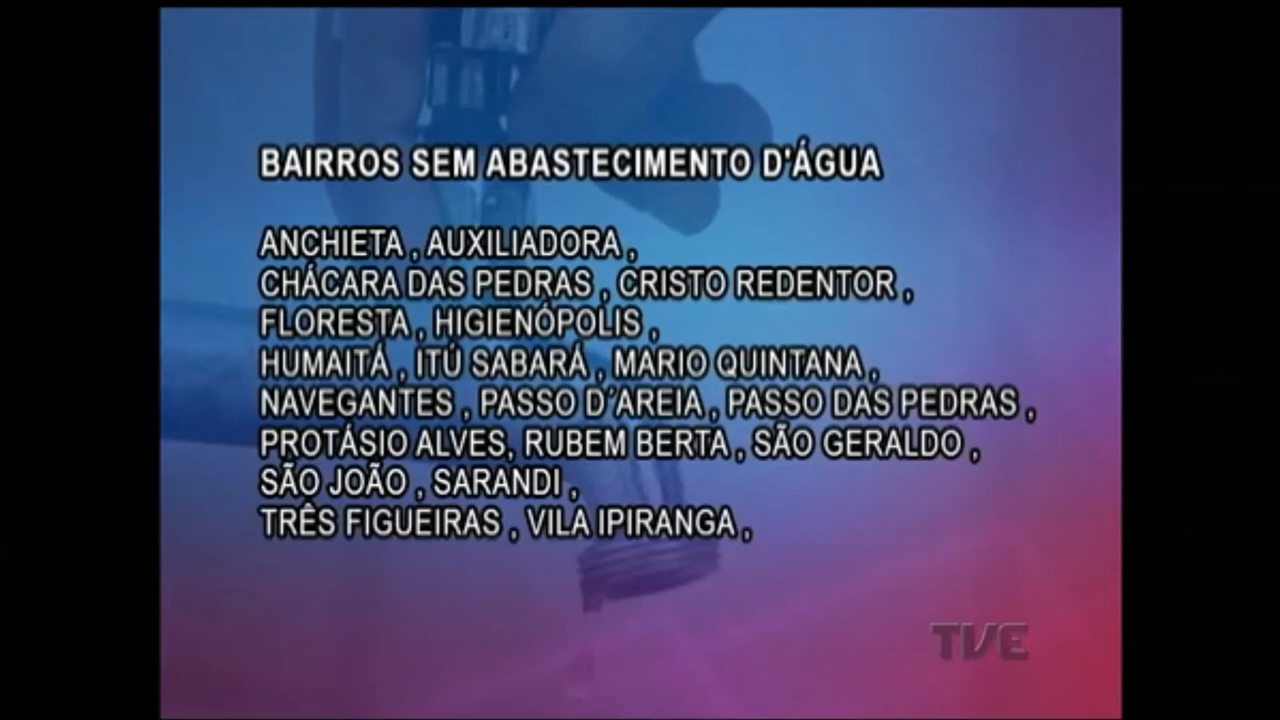 BAIRROS SEM ABASTECIMENTO D'ÁGUA
ANCHIETA , AUXILIADORA ,
CHÁCARA DAS PEDRAS , CRISTO REDENTOR ,
FLORESTA , HIGIENÓPOLIS ,
HUMAITÁ , ITÚ SABARÁ , MARIO QUINTANA ,
NAVEGANTES , PASSO D´AREIA , PASSO DAS PEDRAS ,
PROTÁSIO ALVES, RUBEM BERTA , SÃO GERALDO ,
SÃO JOÃO , SARANDI ,
TRÊS FIGUEIRAS , VILA IPIRANGA ,
TVE